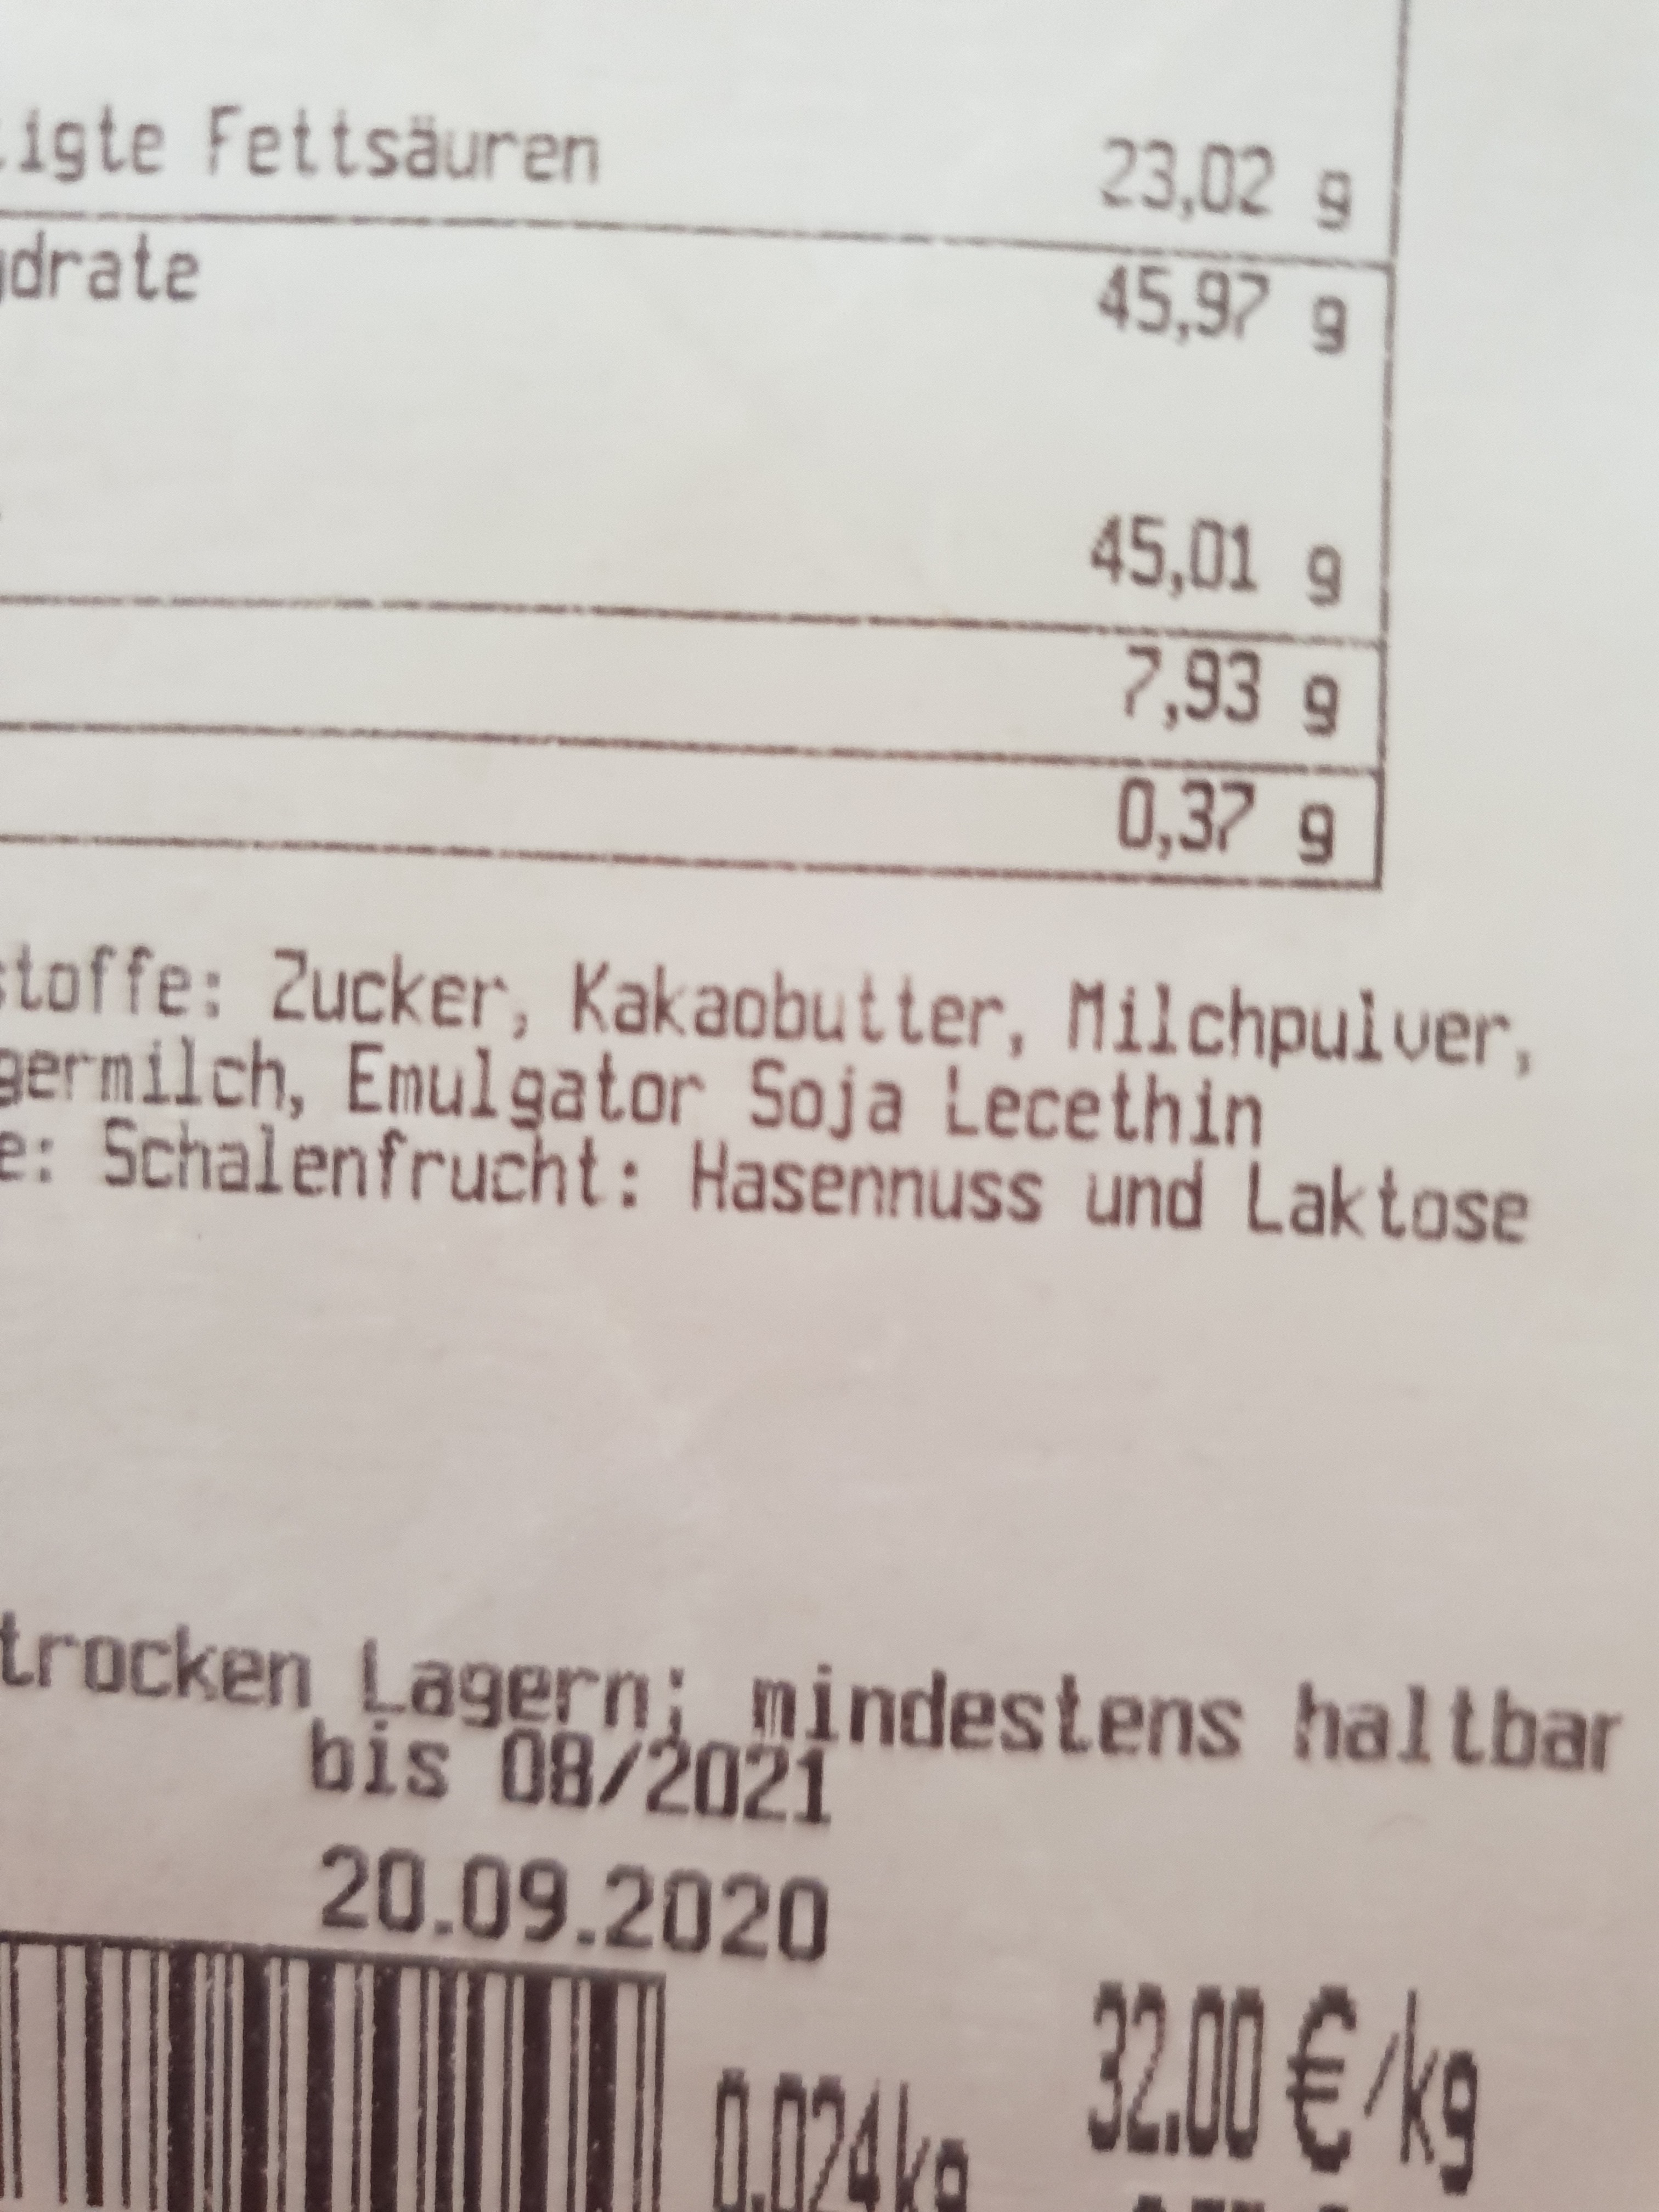 igte Fettsäuren 23,02 g
ydrate 45,97 g
45,01 g
7,93 g
0,37 g
stoffe: Zucker, Kakaobutter, Milchpulver,
germilch, Emulgator Soja Lecethin
e: Schalenfrucht: Hasennuss und Laktose
trocken Lagern; mindestens haltbar
bis 08/2021
20.09.2020
32.00 €/kg
0.024kg